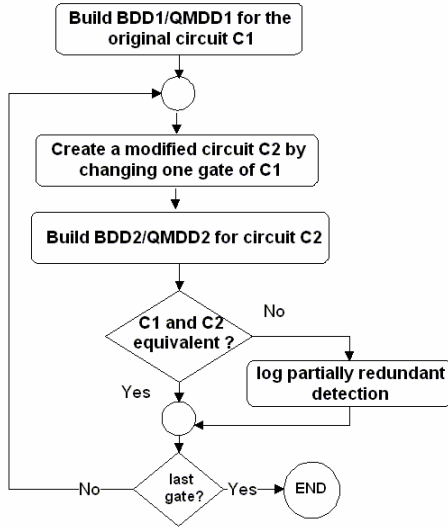 Build BDD1/QMDD1 for the
original circuit C1
Create a modified circuit C2 by
changing one gate of C1
Build BDD2/QMDD2 for circuit C2
C1 and C2
equivalent ?
No
Yes
log partially redundant
detection
last
gate?
No
Yes
END